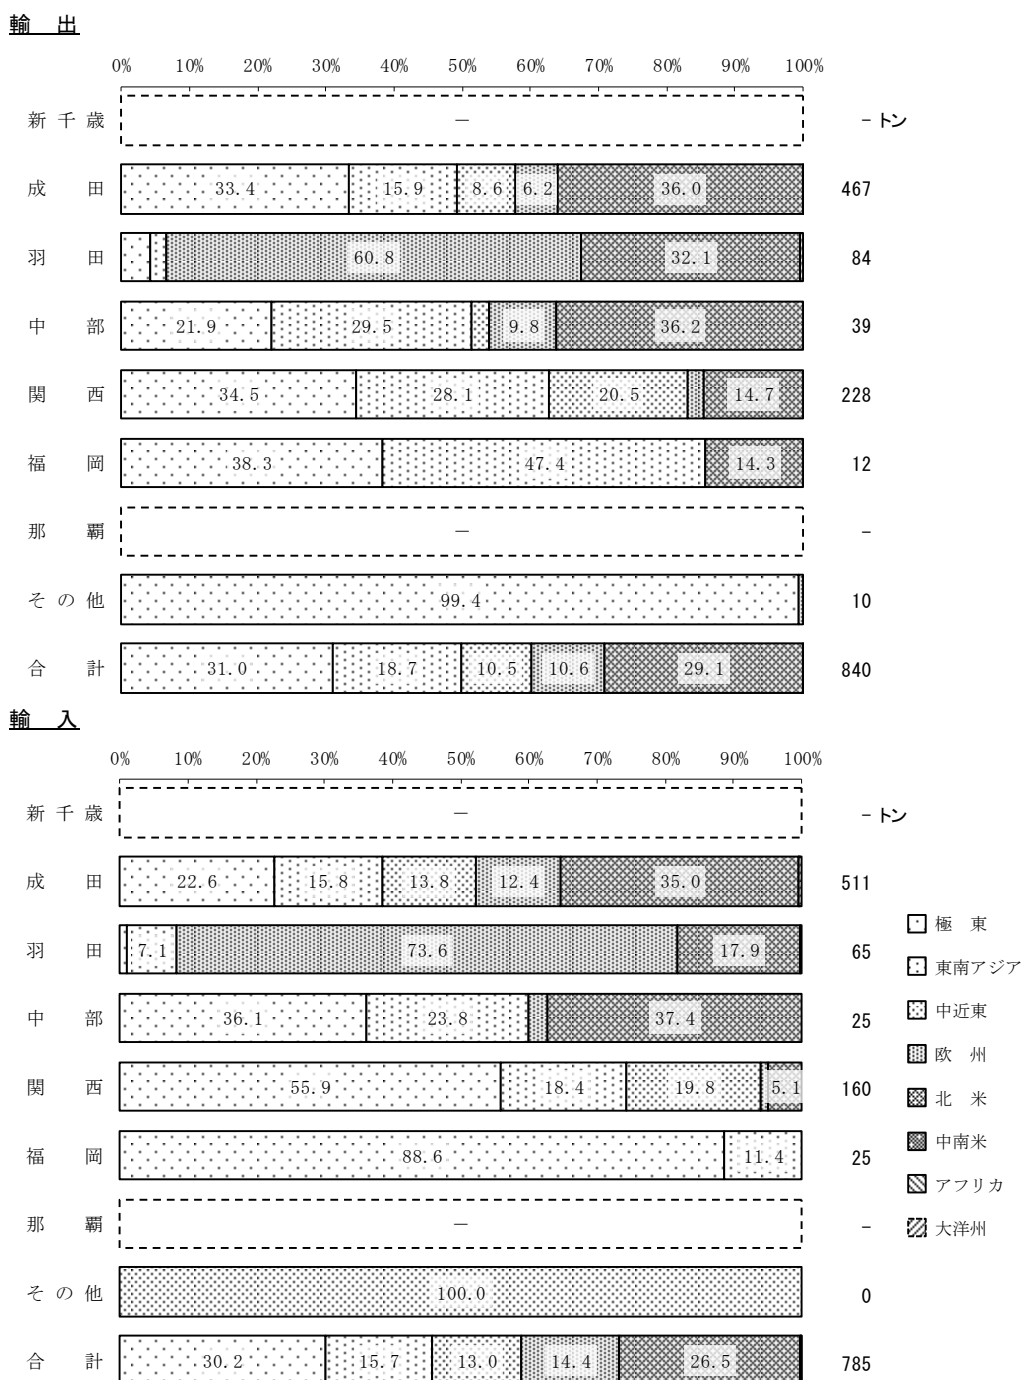 輸 出
0% 10% 20% 30% 40% 50% 60% 70% 80% 90% 100%
新 千 歳 － － トン
成 田 33.4 15.9 8.6 6.2 36.0 467
羽 田 60.8 32.1 84
中 部 21.9 29.5 9.8 36.2 39
関 西 34.5 28.1 20.5 14.7 228
福 岡 38.3 47.4 14.3 12
那 覇 － －
そ の 他 99.4 10
合 計 31.0 18.7 10.5 10.6 29.1 840
輸 入
0% 10% 20% 30% 40% 50% 60% 70% 80% 90% 100%
新 千 歳 － － トン
成 田 22.6 15.8 13.8 12.4 35.0 511
羽 田 7.1 73.6 17.9 65
中 部 36.1 23.8 37.4 25
関 西 55.9 18.4 19.8 5.1 160
福 岡 88.6 11.4 25
那 覇 － －
そ の 他 100.0 0
合 計 30.2 15.7 13.0 14.4 26.5 785
極 東
東南アジア
中近東
欧 州
北 米
中南米
アフリカ
大洋州